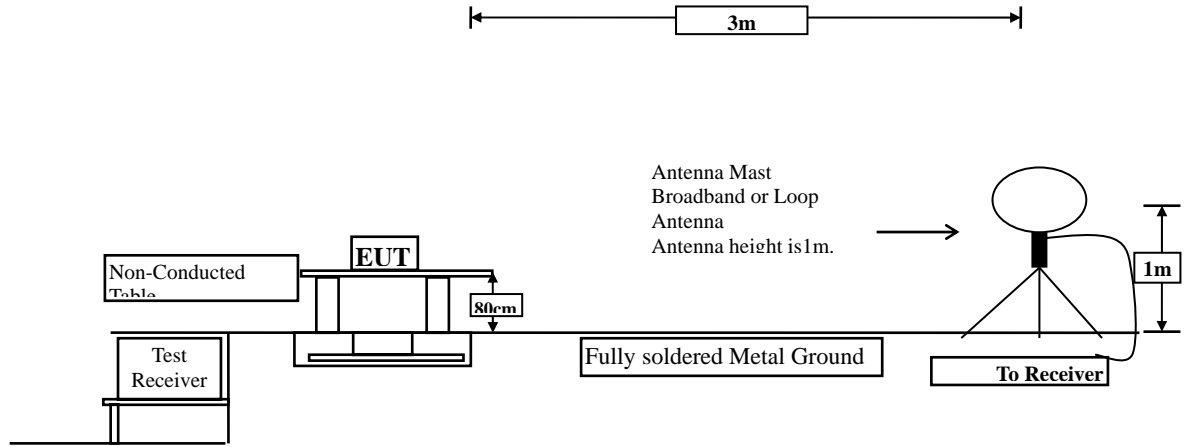 3m
Antenna Mast
Broadband or Loop
Antenna
Antenna height is1m.
EUT
Non-Conducted
Table
80cm
1m
Test
Receiver
Fully soldered Metal Ground
To Receiver